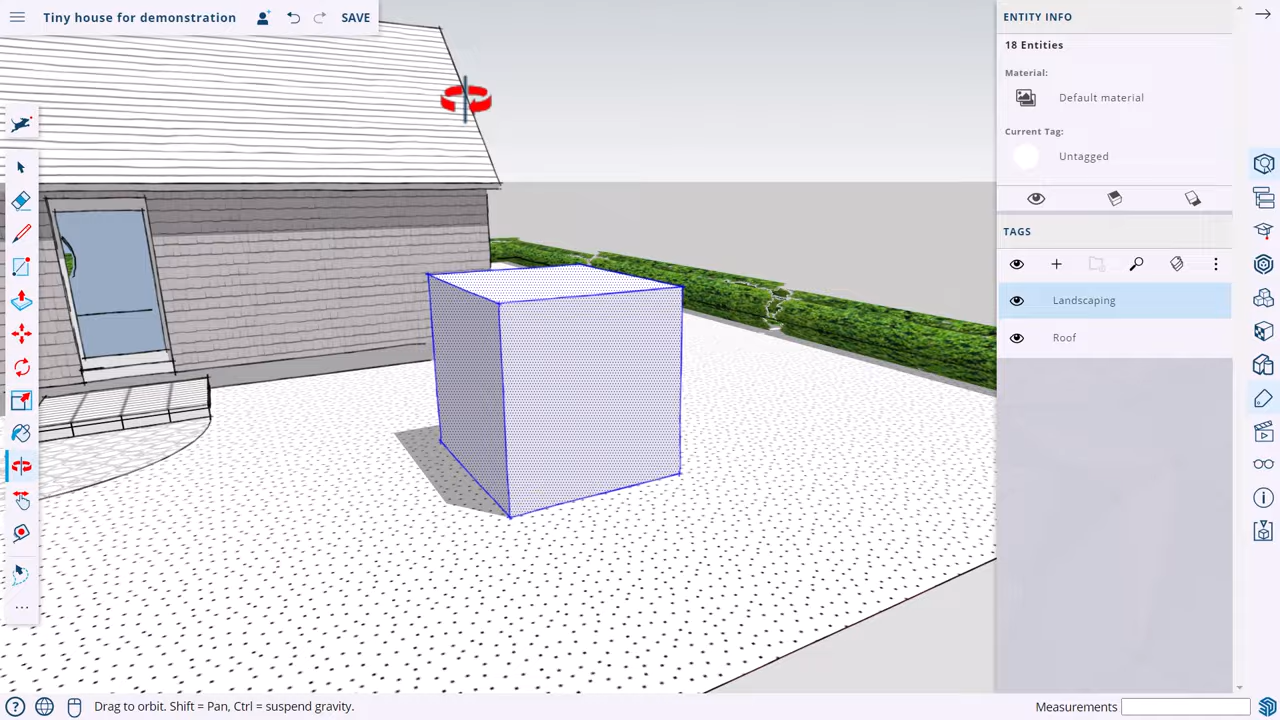 Tiny house for demonstration
SAVE
ENTITY INFO
18 Entities
Material:
Default material
Current Tag:
Untagged
TAGS
Landscaping
Roof
Drag to orbit. Shift = Pan, Ctrl = suspend gravity.
Measurements